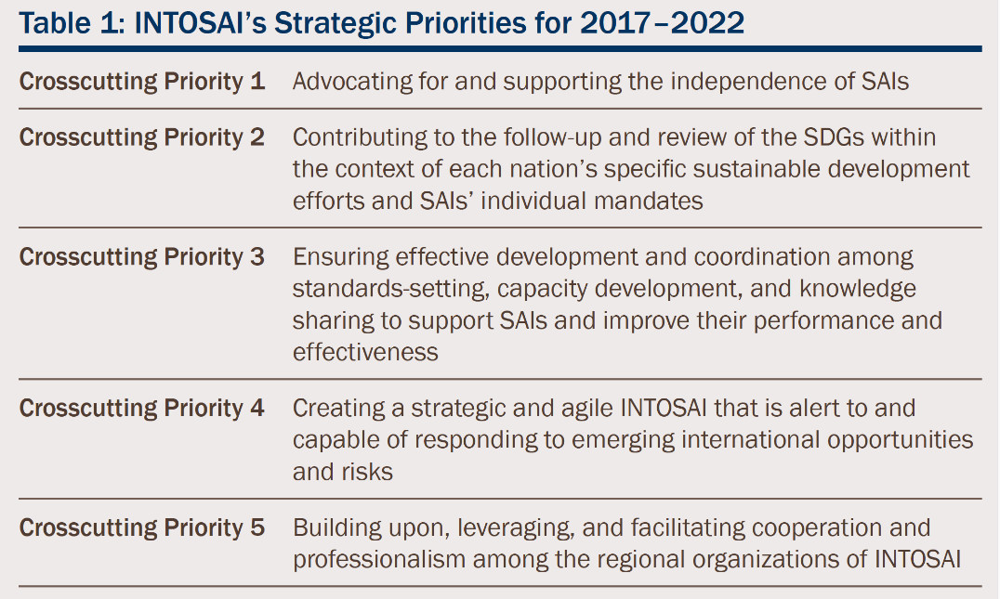 Table 1: INTOSAI’s Strategic Priorities for 2017–2022
Crosscutting Priority 1 Advocating for and supporting the independence of SAIs
Crosscutting Priority 2 Contributing to the follow-up and review of the SDGs within
the context of each nation’s specific sustainable development
efforts and SAIs’ individual mandates
Crosscutting Priority 3 Ensuring effective development and coordination among
standards-setting, capacity development, and knowledge
sharing to support SAIs and improve their performance and
effectiveness
Crosscutting Priority 4 Creating a strategic and agile INTOSAI that is alert to and
capable of responding to emerging international opportunities
and risks
Crosscutting Priority 5 Building upon, leveraging, and facilitating cooperation and
professionalism among the regional organizations of INTOSAI